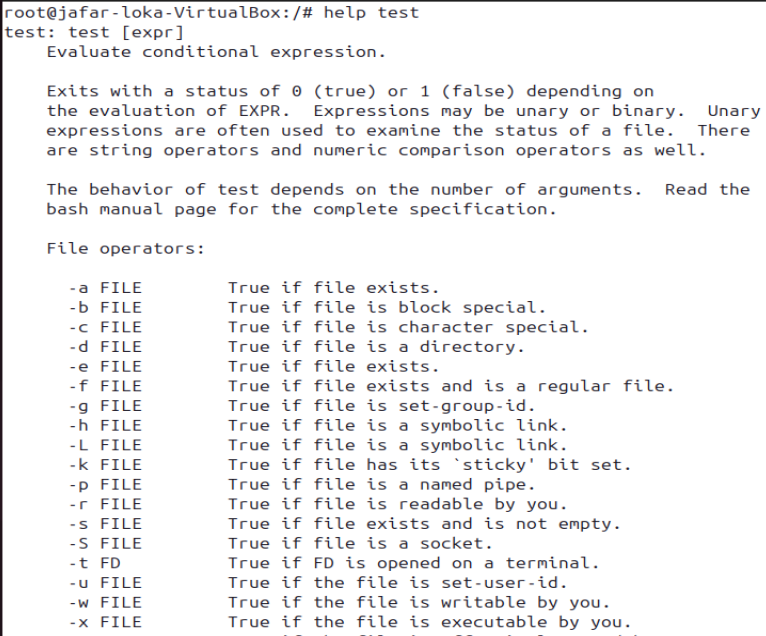 root@jafar-loka-VirtualBox:/# help test
test: test [expr]
    Evaluate conditional expression.

    Exits with a status of 0 (true) or 1 (false) depending on
    the evaluation of EXPR.  Expressions may be unary or binary.  Unary
    expressions are often used to examine the status of a file.  There
    are string operators and numeric comparison operators as well.

    The behavior of test depends on the number of arguments.  Read the
    bash manual page for the complete specification.

    File operators:

      -a FILE        True if file exists.
      -b FILE        True if file is block special.
      -c FILE        True if file is character special.
      -d FILE        True if file is a directory.
      -e FILE        True if file exists.
      -f FILE        True if file exists and is a regular file.
      -g FILE        True if file is set-group-id.
      -h FILE        True if file is a symbolic link.
      -L FILE        True if file is a symbolic link.
      -k FILE        True if file has its `sticky' bit set.
      -p FILE        True if file is a named pipe.
      -r FILE        True if file is readable by you.
      -s FILE        True if file exists and is not empty.
      -S FILE        True if file is a socket.
      -t FD          True if FD is opened on a terminal.
      -u FILE        True if the file is set-user-id.
      -w FILE        True if the file is writable by you.
      -x FILE        True if the file is executable by you.